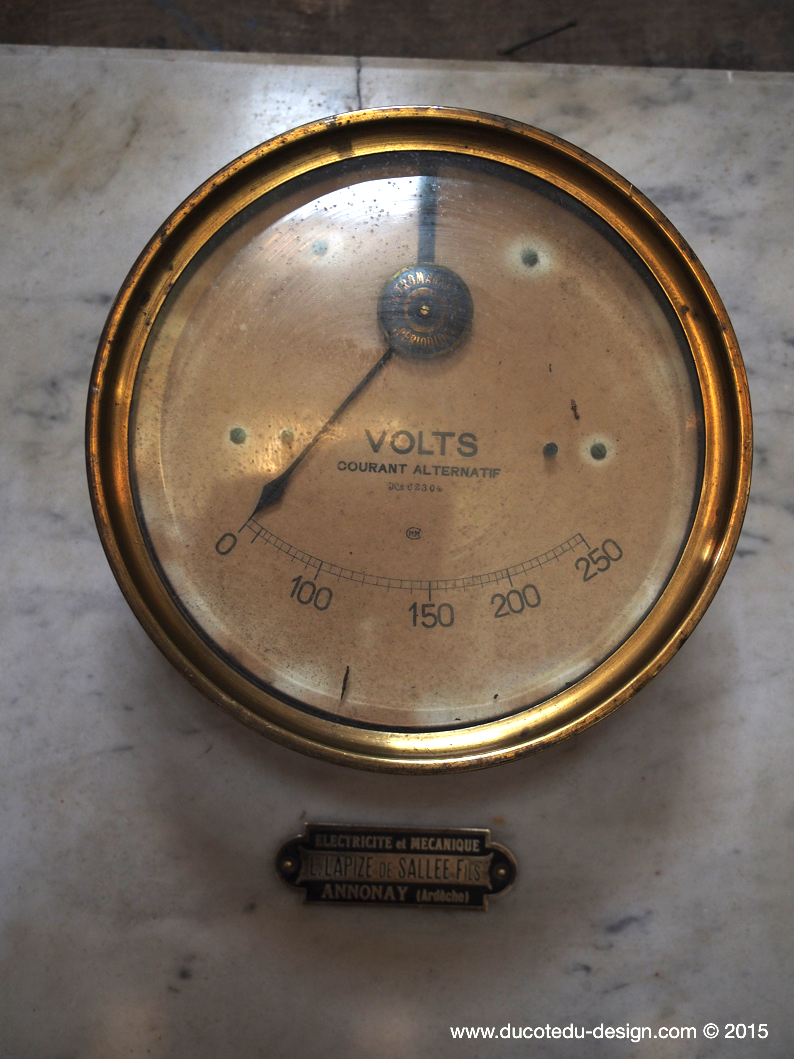 VOLTS
COURANT ALTERNATIF
0
100
150
200
250
ELECTRICITE et MECANIQUE
L. LAPIZE DE SALLEE FILS
ANNONAY (Ardèche)
www.ducotedu-design.com © 2015